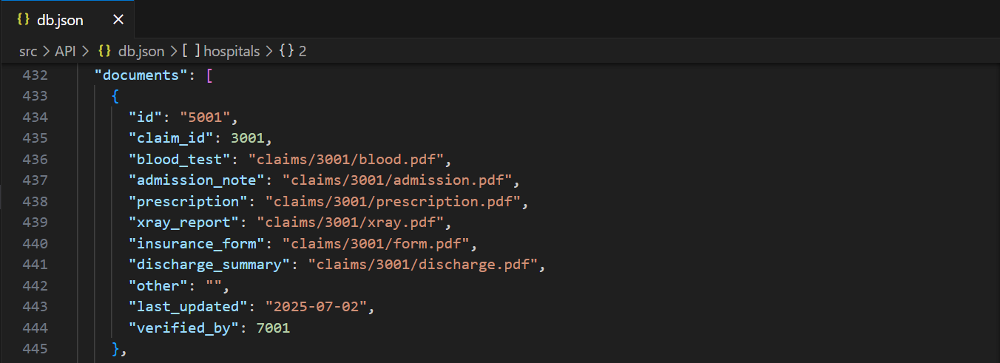 {} db.json ×
src > API > {} db.json > [ ] hospitals > {} 2
432 "documents": [
433 {
434 "id": "5001",
435 "claim_id": 3001,
436 "blood_test": "claims/3001/blood.pdf",
437 "admission_note": "claims/3001/admission.pdf",
438 "prescription": "claims/3001/prescription.pdf",
439 "xray_report": "claims/3001/xray.pdf",
440 "insurance_form": "claims/3001/form.pdf",
441 "discharge_summary": "claims/3001/discharge.pdf",
442 "other": "",
443 "last_updated": "2025-07-02",
444 "verified_by": 7001
445 },